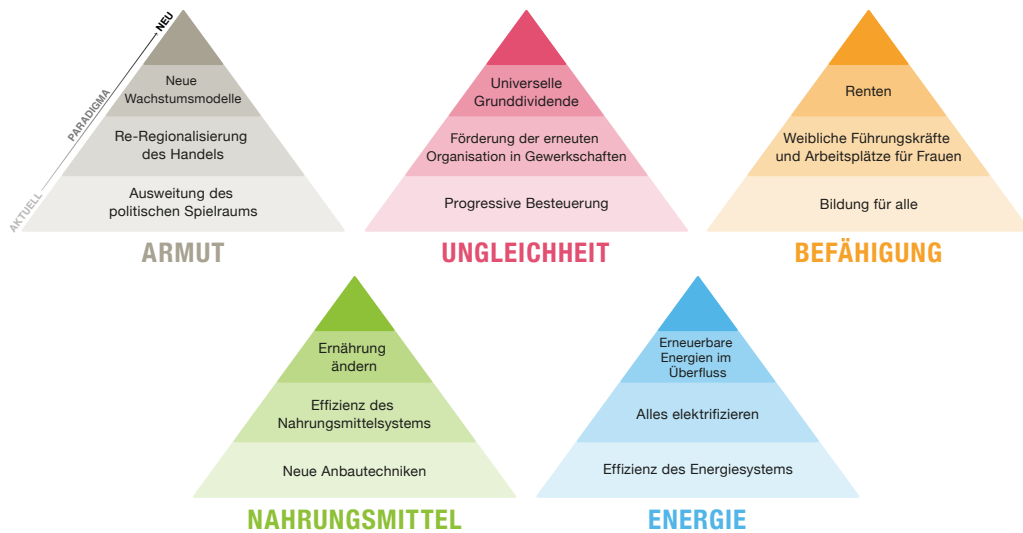 NEU
PARADIGMA
AKTUELL
Neue
Wachstumsmodelle
Re-Regionalisierung
des Handels
Ausweitung des
politischen Spielraums
ARMUT
Universelle
Grunddividende
Förderung der erneuten
Organisation in Gewerkschaften
Progressive Besteuerung
UNGLEICHHEIT
Renten
Weibliche Führungskräfte
und Arbeitsplätze für Frauen
Bildung für alle
BEFÄHIGUNG
Ernährung
ändern
Effizienz des
Nahrungsmittelsystems
Neue Anbautechniken
NAHRUNGSMITTEL
Erneuerbare
Energien im
Überfluss
Alles elektrifizieren
Effizienz des Energiesystems
ENERGIE